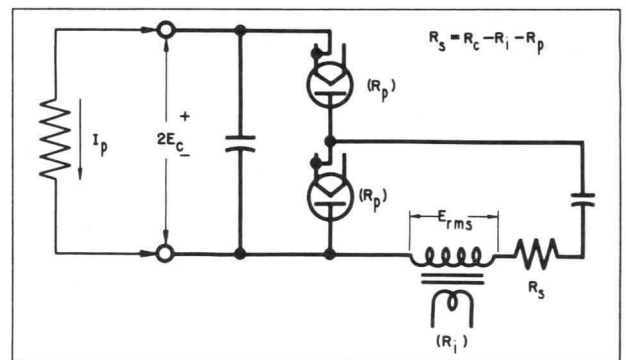 R_s = R_c - R_i - R_p
(R_p)
I_p
+
2E_c
-
(R_p)
E_rms
R_s
(R_i)